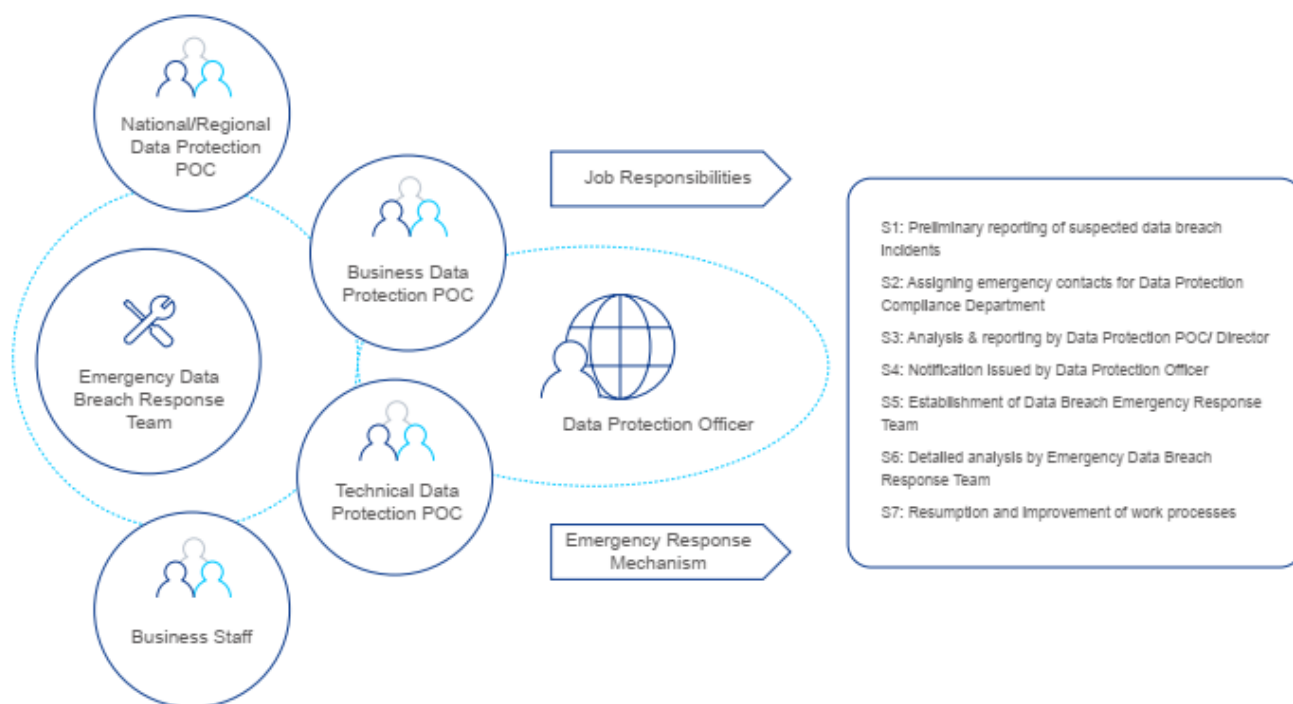 National/Regional
Data Protection
POC
Business Data
Protection POC
Emergency Data
Breach Response
Team
Technical Data
Protection POC
Business Staff
Data Protection Officer
Job Responsibilities
Emergency Response
Mechanism
S1: Preliminary reporting of suspected data breach
incidents
S2: Assigning emergency contacts for Data Protection
Compliance Department
S3: Analysis & reporting by Data Protection POC/ Director
S4: Notification issued by Data Protection Officer
S5: Establishment of Data Breach Emergency Response
Team
S6: Detailed analysis by Emergency Data Breach
Response Team
S7: Resumption and improvement of work processes